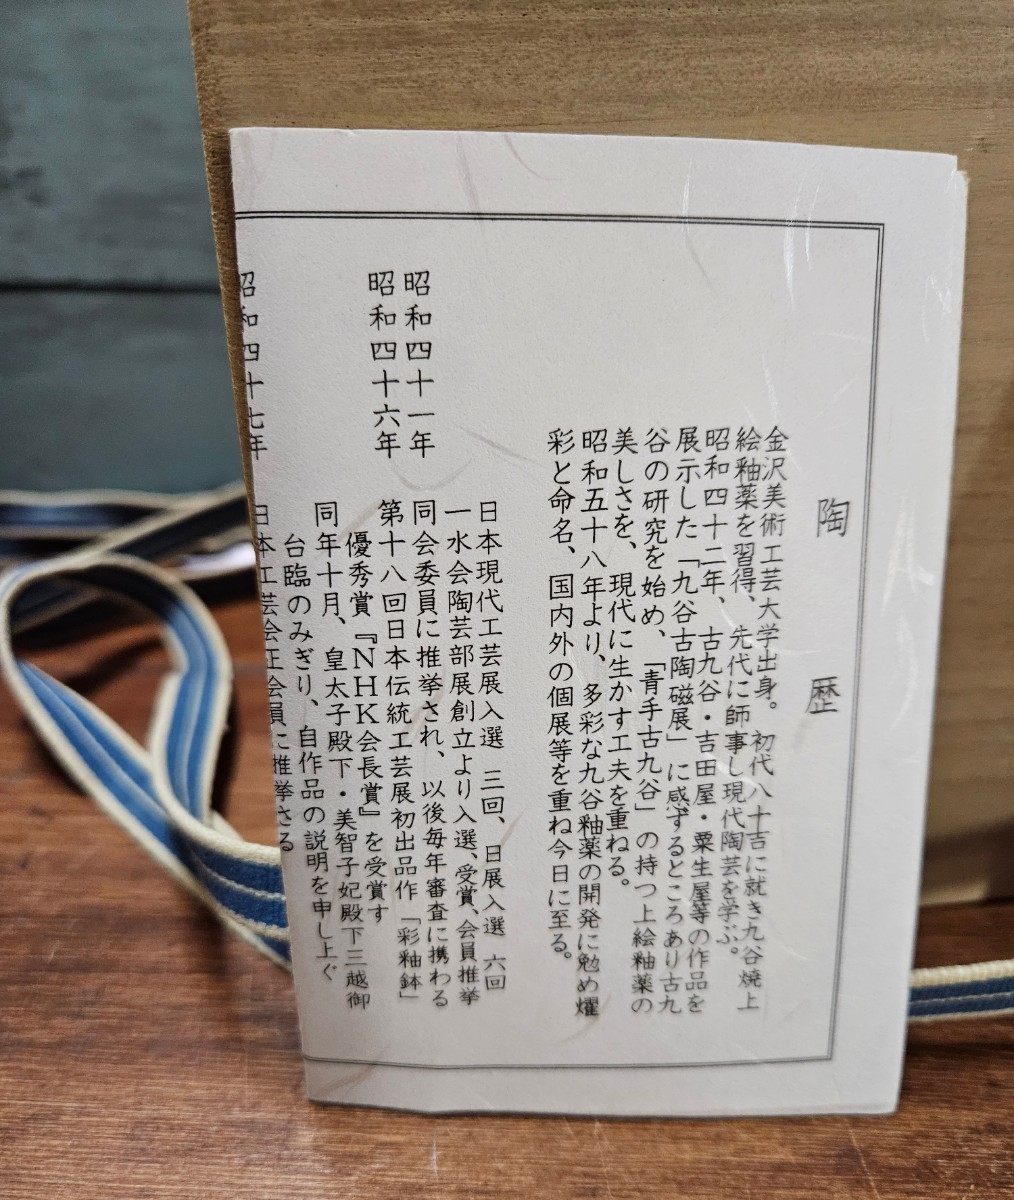 陶歴
金沢美術工芸大学出身。初代八十吉に就き九谷焼上
絵釉薬を習得、先代に師事し現代陶芸を学ぶ。
昭和四十二年、古九谷・吉田屋・粟生屋等の作品を
展示した「九谷古陶磁展」に感ずるところあり古九
谷の研究を始め、「青手古九谷」の持つ上絵釉薬の
美しさを、現代に生かす工夫を重ねる。
昭和五十八年より、多彩な九谷釉薬の開発に勉め燿
彩と命名、国内外の個展等を重ね今日に至る。
日本現代工芸展入選 三回、日展入選 六回
昭和四十一年 一水会陶芸部展創立より入選、受賞、会員推挙
同会委員に推挙され、以後毎年審査に携わる
昭和四十六年 第十八回日本伝統工芸展初出品作「彩釉鉢」
優秀賞『NHK会長賞』を受賞す
同年十月、皇太子殿下・美智子妃殿下三越御
台臨のみぎり、自作品の説明を申し上ぐ
昭和四十七年 日本工芸会正会員に推挙さる